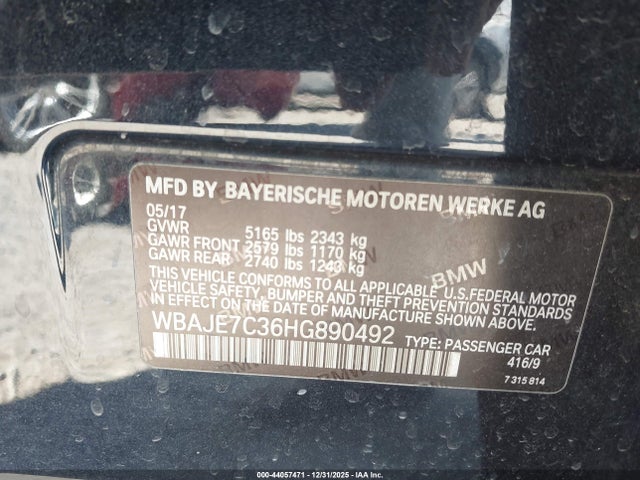 MFD BY BAYERISCHE MOTOREN WERKE AG
05/17
GVWR 5165 lbs 2343 kg
GAWR FRONT 2579 lbs 1170 kg
GAWR REAR 2740 lbs 1243 kg
THIS VEHICLE CONFORMS TO ALL APPLICABLE U.S.FEDERAL MOTOR
VEHICLE SAFETY, BUMPER AND THEFT PREVENTION STANDARDS
IN EFFECT ON THE DATE OF MANUFACTURE SHOWN ABOVE.
WBAJE7C36HG890492 TYPE: PASSENGER CAR
416/9
7 315 814
BMW
BMW
BMW
000-44057471 - 12/31/2025 - IAA Inc.